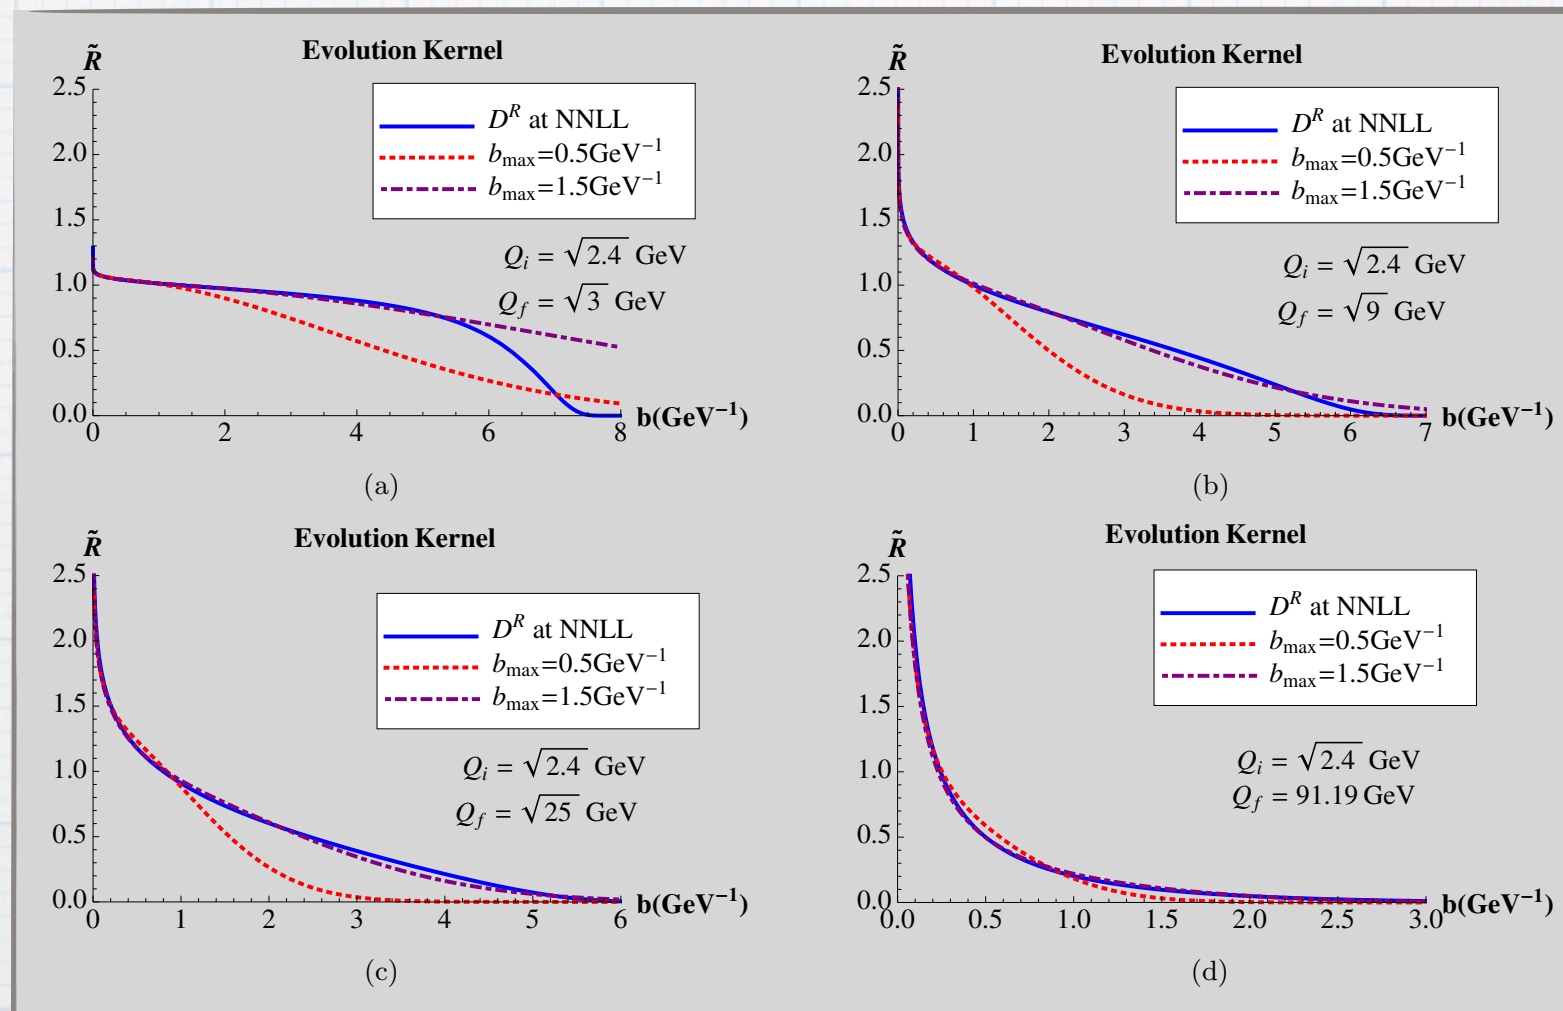 Evolution Kernel
R̃
2.5
2.0
1.5
1.0
0.5
0.0
0 2 4 6 8
b(GeV⁻¹)
Dᴿ at NNLL
b_max=0.5GeV⁻¹
b_max=1.5GeV⁻¹
Q_i = √2.4 GeV
Q_f = √3 GeV
(a)
Evolution Kernel
R̃
2.5
2.0
1.5
1.0
0.5
0.0
0 1 2 3 4 5 6 7
b(GeV⁻¹)
Dᴿ at NNLL
b_max=0.5GeV⁻¹
b_max=1.5GeV⁻¹
Q_i = √2.4 GeV
Q_f = √9 GeV
(b)
Evolution Kernel
R̃
2.5
2.0
1.5
1.0
0.5
0.0
0 1 2 3 4 5 6
b(GeV⁻¹)
Dᴿ at NNLL
b_max=0.5GeV⁻¹
b_max=1.5GeV⁻¹
Q_i = √2.4 GeV
Q_f = √25 GeV
(c)
Evolution Kernel
R̃
2.5
2.0
1.5
1.0
0.5
0.0
0.0 0.5 1.0 1.5 2.0 2.5 3.0
b(GeV⁻¹)
Dᴿ at NNLL
b_max=0.5GeV⁻¹
b_max=1.5GeV⁻¹
Q_i = √2.4 GeV
Q_f = 91.19 GeV
(d)